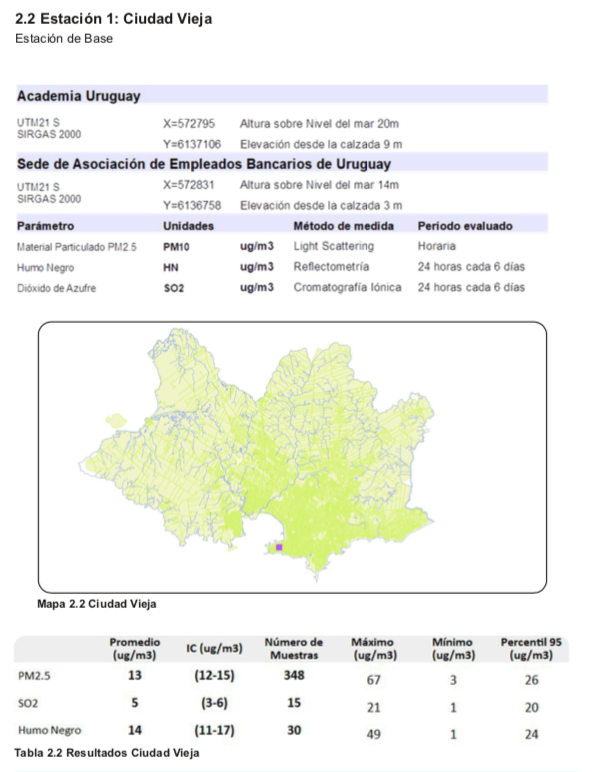 2.2 Estación 1: Ciudad Vieja
Estación de Base
Academia Uruguay
UTM21 S X=572795 Altura sobre Nivel del mar 20m
SIRGAS 2000
Y=6137106 Elevación desde la calzada 9 m
Sede de Asociación de Empleados Bancarios de Uruguay
UTM21 S X=572831 Altura sobre Nivel del mar 14m
SIRGAS 2000
Y=6136758 Elevación desde la calzada 3 m
Parámetro Unidades Método de medida Período evaluado
Material Particulado PM2.5 PM10 ug/m3 Light Scattering Horaria
Humo Negro HN ug/m3 Reflectometría 24 horas cada 6 días
Dióxido de Azufre SO2 ug/m3 Cromatografía Iónica 24 horas cada 6 días
Mapa 2.2 Ciudad Vieja
Promedio (ug/m3) IC (ug/m3) Número de Muestras Máximo (ug/m3) Mínimo (ug/m3) Percentil 95 (ug/m3)
PM2.5 13 (12-15) 348 67 3 26
SO2 5 (3-6) 15 21 1 20
Humo Negro 14 (11-17) 30 49 1 24
Tabla 2.2 Resultados Ciudad Vieja